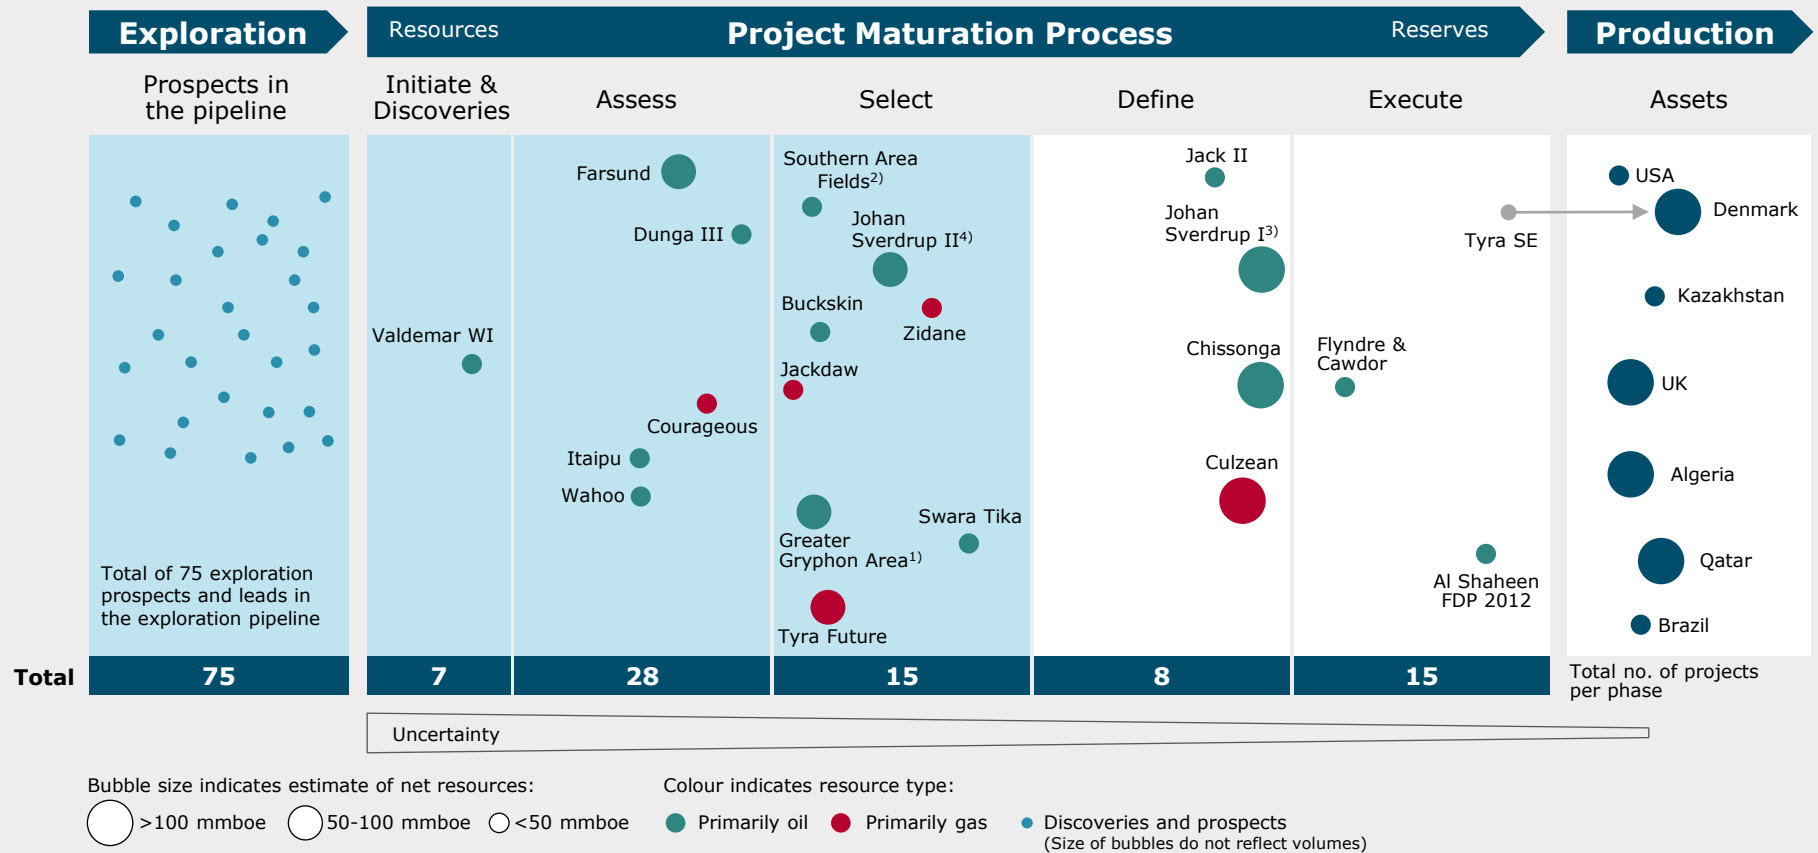 Exploration
Resources
Project Maturation Process
Reserves
Production
Prospects in
the pipeline
Initiate &
Discoveries
Assess
Select
Define
Execute
Assets
Total of 75 exploration
prospects and leads in
the exploration pipeline
Valdemar WI
Farsund
Dunga III
Courageous
Itaipu
Wahoo
Southern Area
Fields2)
Johan
Sverdrup II4)
Buckskin
Zidane
Jackdaw
Swara Tika
Greater
Gryphon Area1)
Tyra Future
Jack II
Johan
Sverdrup I3)
Chissonga
Culzean
Tyra SE
Flyndre &
Cawdor
Al Shaheen
FDP 2012
USA
Denmark
Kazakhstan
UK
Algeria
Qatar
Brazil
Total
75
7
28
15
8
15
Total no. of projects
per phase
Uncertainty
Bubble size indicates estimate of net resources:
>100 mmboe
50-100 mmboe
<50 mmboe
Colour indicates resource type:
Primarily oil
Primarily gas
Discoveries and prospects
(Size of bubbles do not reflect volumes)